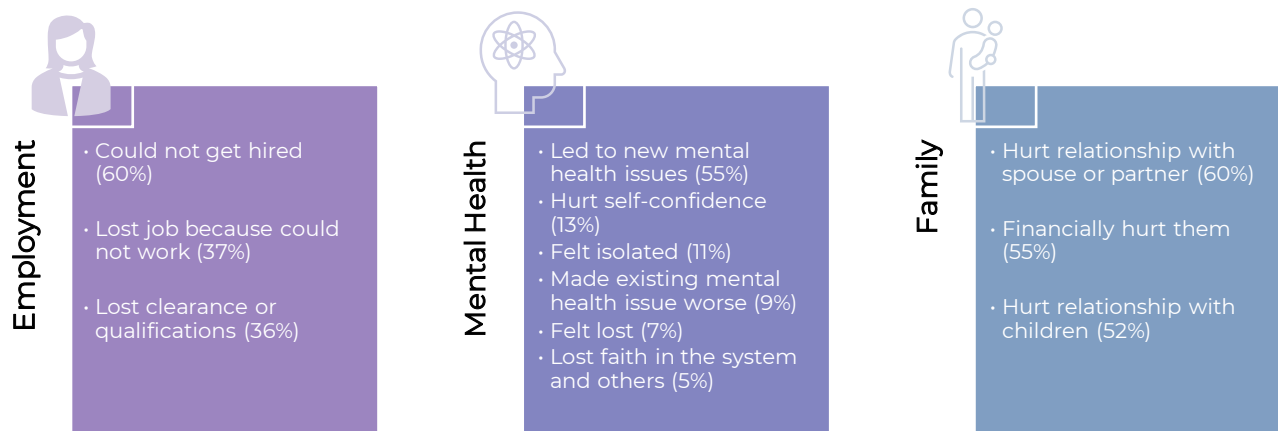 Employment
• Could not get hired
(60%)
• Lost job because could
not work (37%)
• Lost clearance or
qualifications (36%)
Mental Health
• Led to new mental
health issues (55%)
• Hurt self-confidence
(13%)
• Felt isolated (11%)
• Made existing mental
health issue worse (9%)
• Felt lost (7%)
• Lost faith in the system
and others (5%)
Family
• Hurt relationship with
spouse or partner (60%)
• Financially hurt them
(55%)
• Hurt relationship with
children (52%)